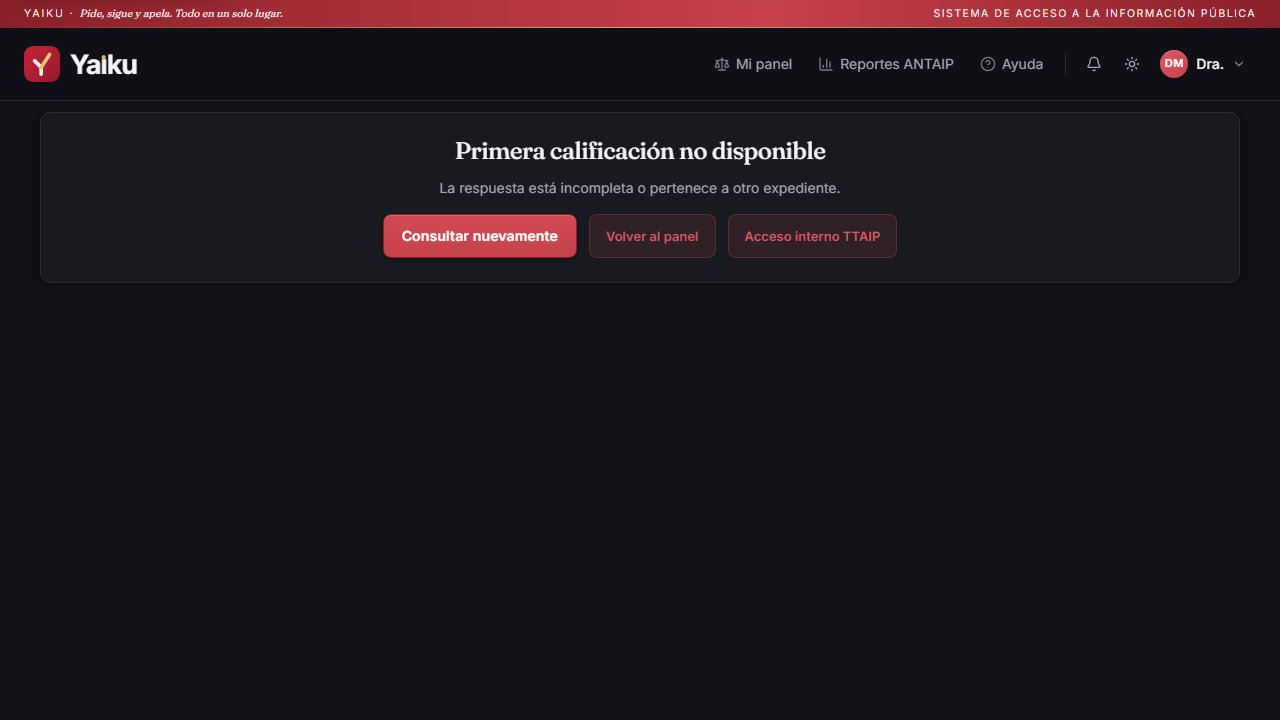 YAIKU · Pide, sigue y apela. Todo en un solo lugar.
SISTEMA DE ACCESO A LA INFORMACIÓN PÚBLICA
Yaiku
Mi panel
Reportes ANTAIP
Ayuda
DM
Dra.
Primera calificación no disponible
La respuesta está incompleta o pertenece a otro expediente.
Consultar nuevamente
Volver al panel
Acceso interno TTAIP